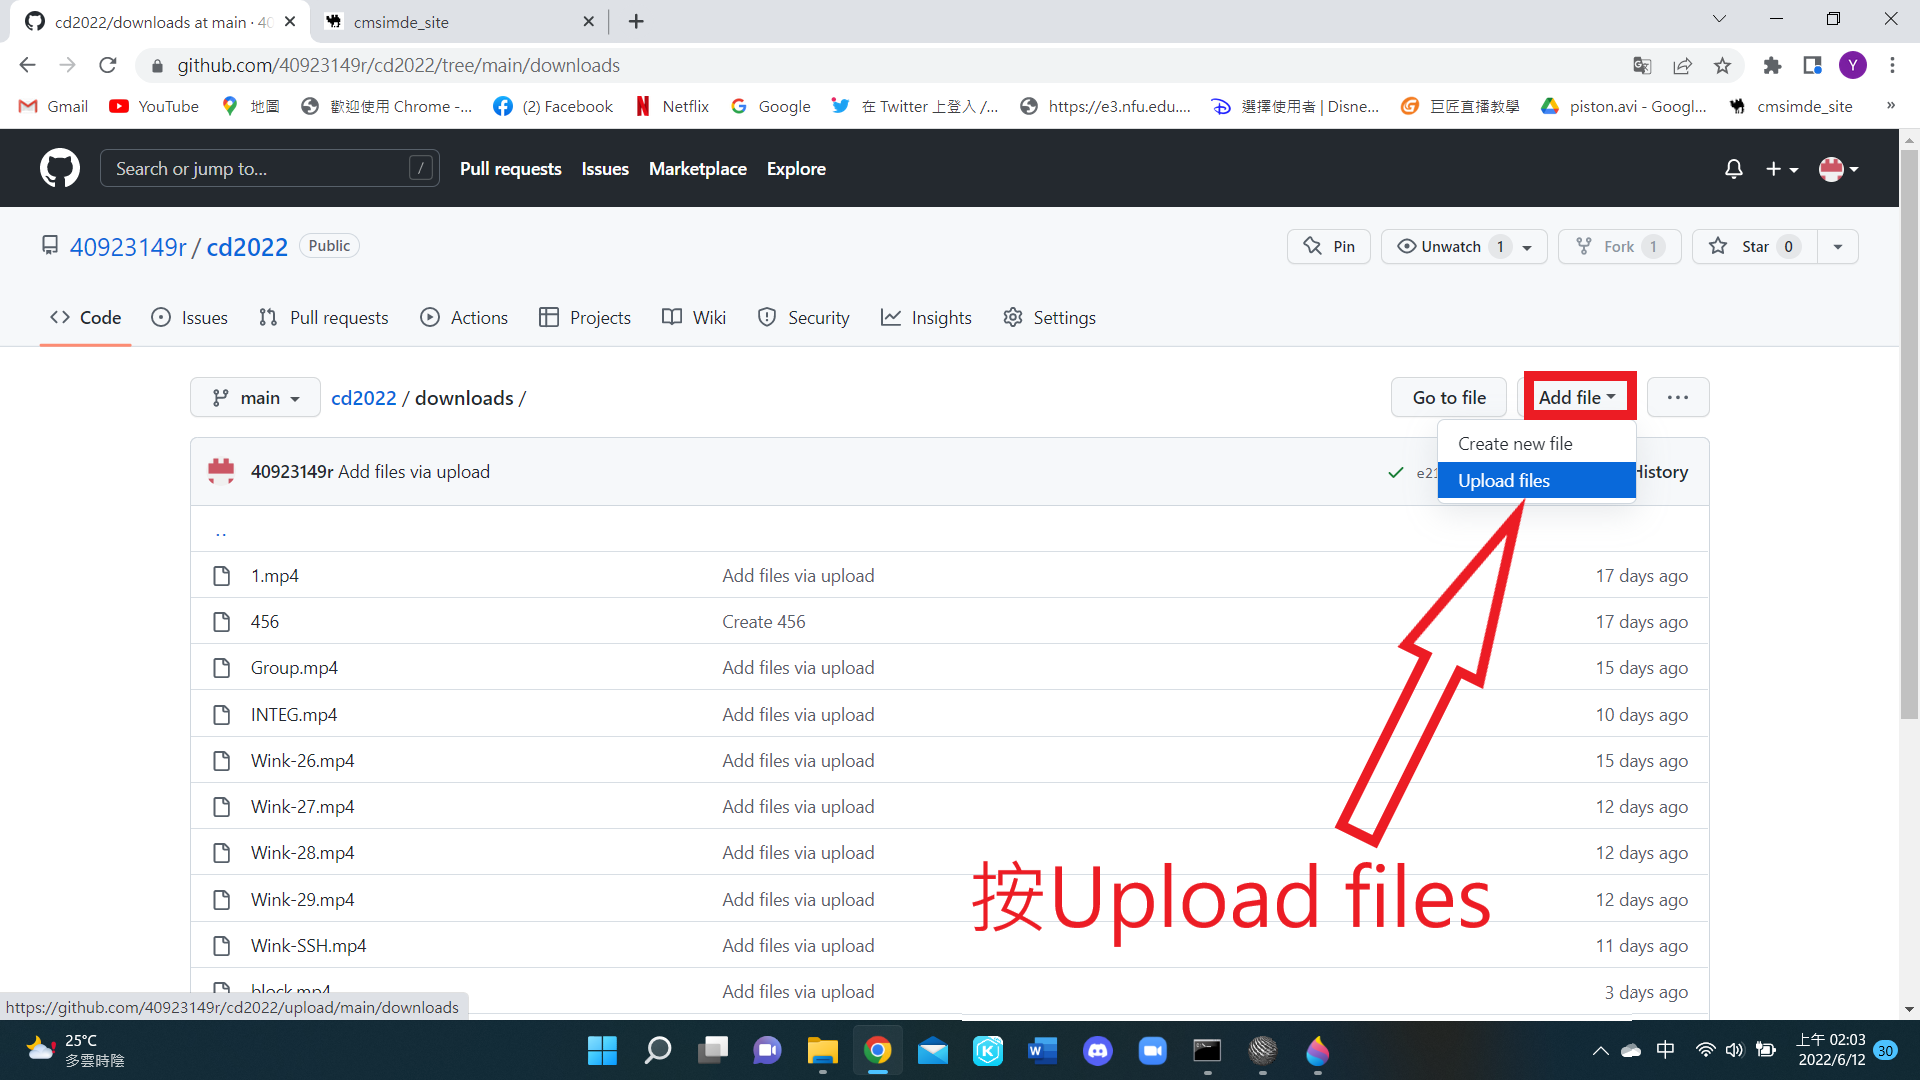 cd2022/downloads at main · 40
cmsimde_site
github.com/40923149r/cd2022/tree/main/downloads
Y
Gmail
YouTube
地圖
歡迎使用 Chrome -...
(2) Facebook
Netflix
Google
在 Twitter 上登入 /...
https://e3.nfu.edu....
選擇使用者 | Disne...
巨匠直播教學
piston.avi - Googl...
cmsimde_site
»
Search or jump to...
/
Pull requests
Issues
Marketplace
Explore
40923149r / cd2022
Public
Pin
Unwatch 1
Fork 1
Star 0
Code
Issues
Pull requests
Actions
Projects
Wiki
Security
Insights
Settings
main
cd2022 / downloads /
Go to file
Add file
...
Create new file
Upload files
40923149r Add files via upload
e21
History
..
1.mp4 Add files via upload 17 days ago
456 Create 456 17 days ago
Group.mp4 Add files via upload 15 days ago
INTEG.mp4 Add files via upload 10 days ago
Wink-26.mp4 Add files via upload 15 days ago
Wink-27.mp4 Add files via upload 12 days ago
Wink-28.mp4 Add files via upload 12 days ago
Wink-29.mp4 Add files via upload 12 days ago
Wink-SSH.mp4 Add files via upload 11 days ago
block.mp4 Add files via upload 3 days ago
按Upload files
https://github.com/40923149r/cd2022/upload/main/downloads
25°C
多雲時陰
中
上午 02:03
2022/6/12
30